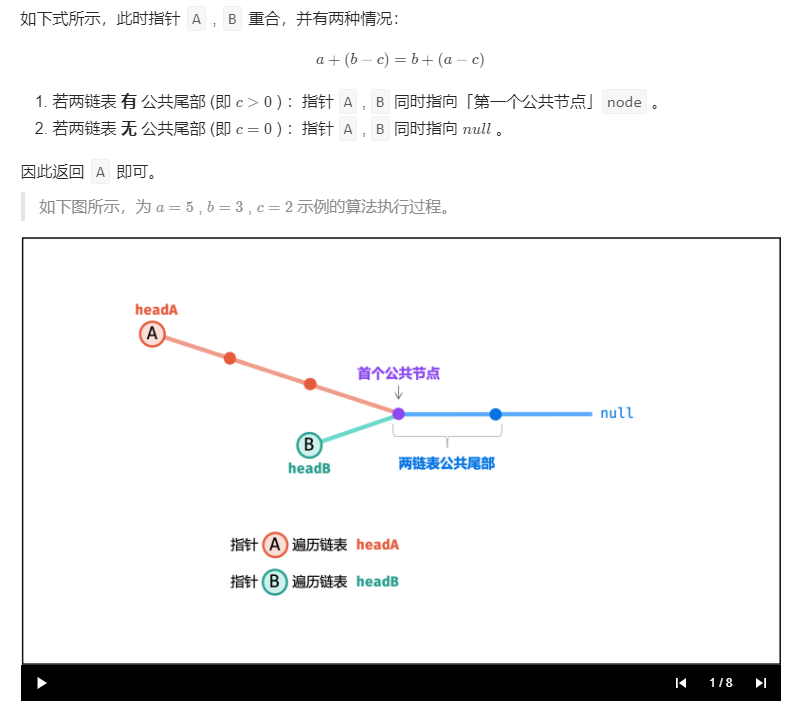 如下式所示，此时指针 A , B 重合，并有两种情况：
a + (b − c) = b + (a − c)
1. 若两链表 有 公共尾部 (即 c > 0 ) ：指针 A , B 同时指向「第一个公共节点」 node 。
2. 若两链表 无 公共尾部 (即 c = 0 ) ：指针 A , B 同时指向 null 。
因此返回 A 即可。
如下图所示，为 a = 5 , b = 3 , c = 2 示例的算法执行过程。
headA
A
首个公共节点
null
B
headB
两链表公共尾部
指针 A 遍历链表 headA
指针 B 遍历链表 headB
1 / 8